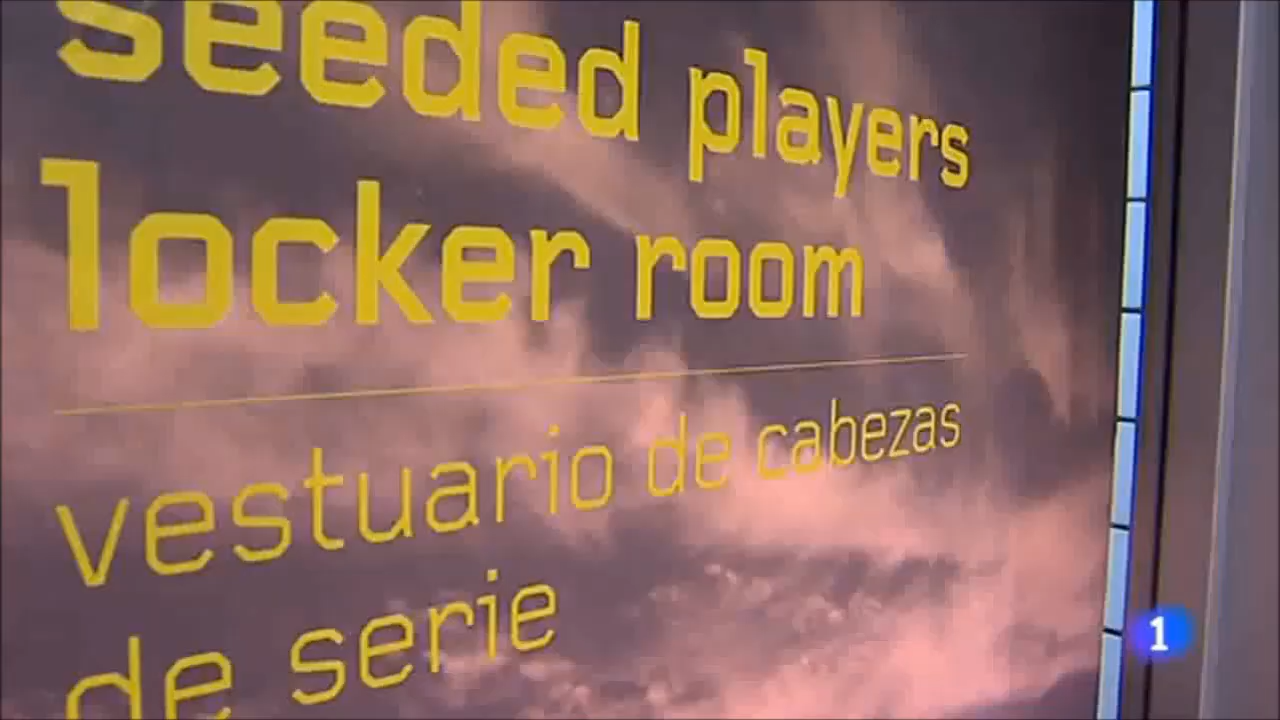 seeded players
locker room
vestuario de cabezas
de serie
1